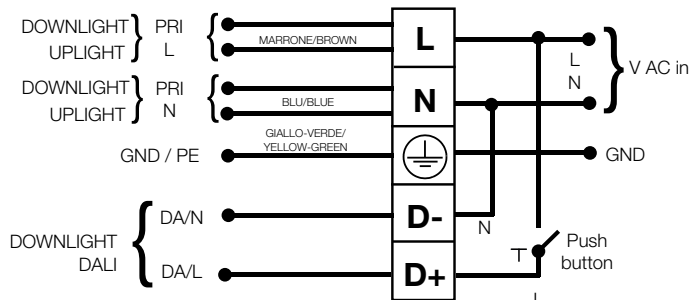 DOWNLIGHT
UPLIGHT
PRI
L
MARRONE/BROWN
L
L
N
V AC in
DOWNLIGHT
UPLIGHT
PRI
N
BLU/BLUE
N
GND / PE
GIALLO-VERDE/
YELLOW-GREEN
GND
DOWNLIGHT
DALI
DA/N
D-
N
DA/L
D+
Push
button